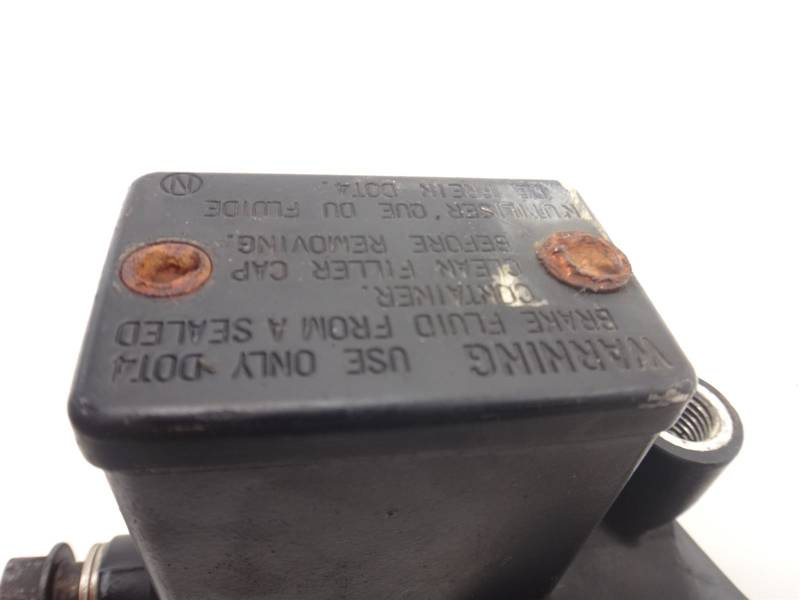 WARNING USE ONLY DOT4
BRAKE FLUID FROM A SEALED
CONTAINER.
CLEAN FILLER CAP
BEFORE REMOVING.
N'UTILISER QUE DU FLUIDE
DE FREIN DOT4.
N